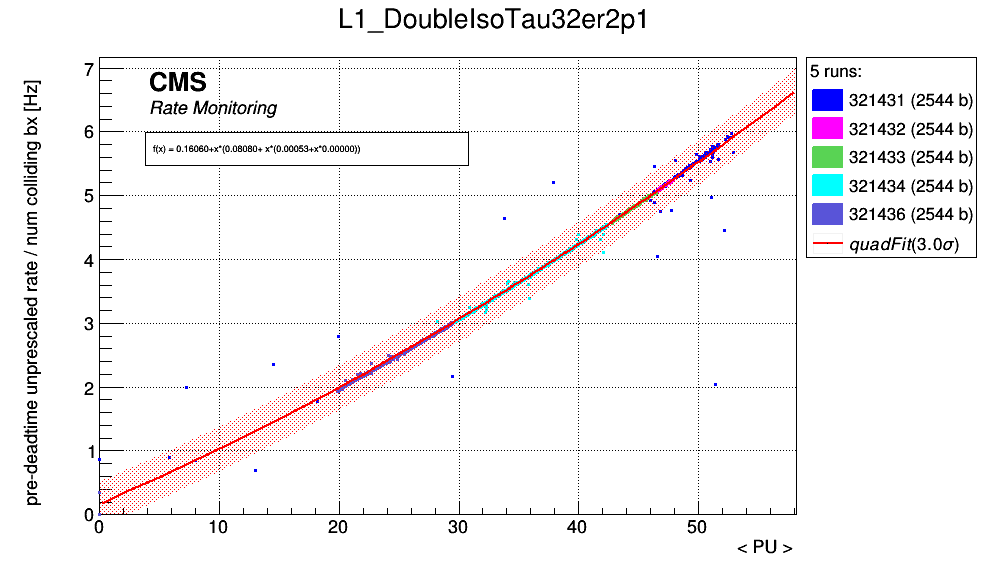 L1_DoubleIsoTau32er2p1
CMS
Rate Monitoring
f(x) = 0.16060+x*(0.08080+ x*(0.00053+x*0.00000))
pre-deadtime unprescaled rate / num colliding bx [Hz]
7
6
5
4
3
2
1
0
0 10 20 30 40 50
< PU >
5 runs:
321431 (2544 b)
321432 (2544 b)
321433 (2544 b)
321434 (2544 b)
321436 (2544 b)
quadFit(3.0σ)